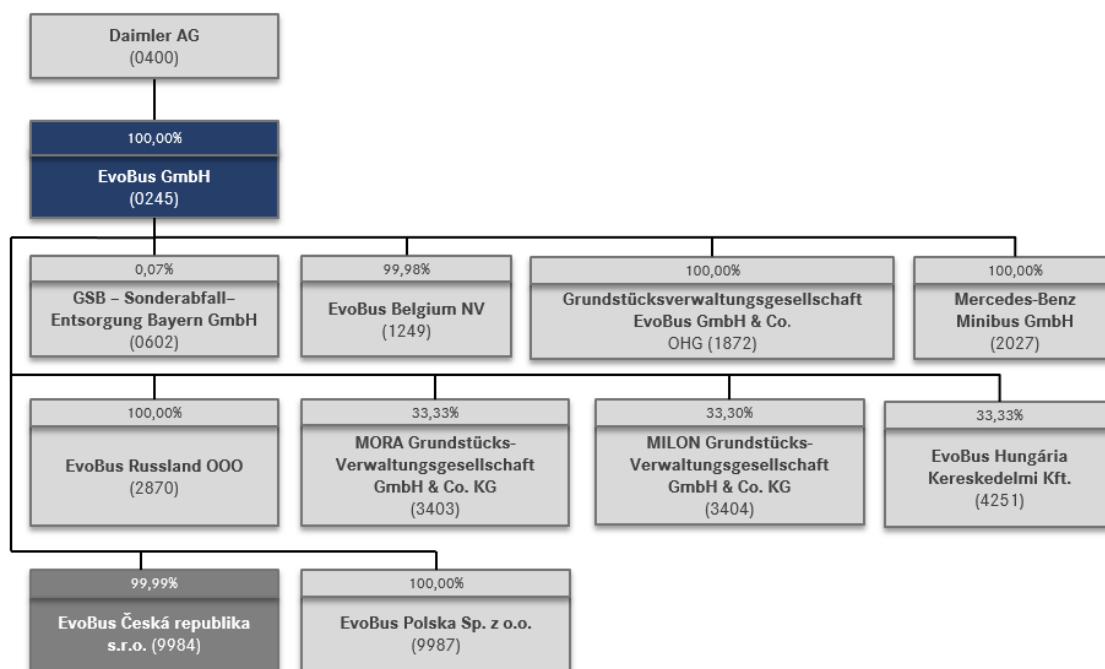 Daimler AG
(0400)
100,00%
EvoBus GmbH
(0245)
0,07%
GSB – Sonderabfall–
Entsorgung Bayern GmbH
(0602)
99,98%
EvoBus Belgium NV
(1249)
100,00%
Grundstücksverwaltungsgesellschaft
EvoBus GmbH & Co.
OHG (1872)
100,00%
Mercedes-Benz
Minibus GmbH
(2027)
100,00%
EvoBus Russland OOO
(2870)
33,33%
MORA Grundstücks-
Verwaltungsgesellschaft
GmbH & Co. KG
(3403)
33,30%
MILON Grundstücks-
Verwaltungsgesellschaft
GmbH & Co. KG
(3404)
33,33%
EvoBus Hungária
Kereskedelmi Kft.
(4251)
99,99%
EvoBus Česká republika
s.r.o. (9984)
100,00%
EvoBus Polska Sp. z o.o.
(9987)